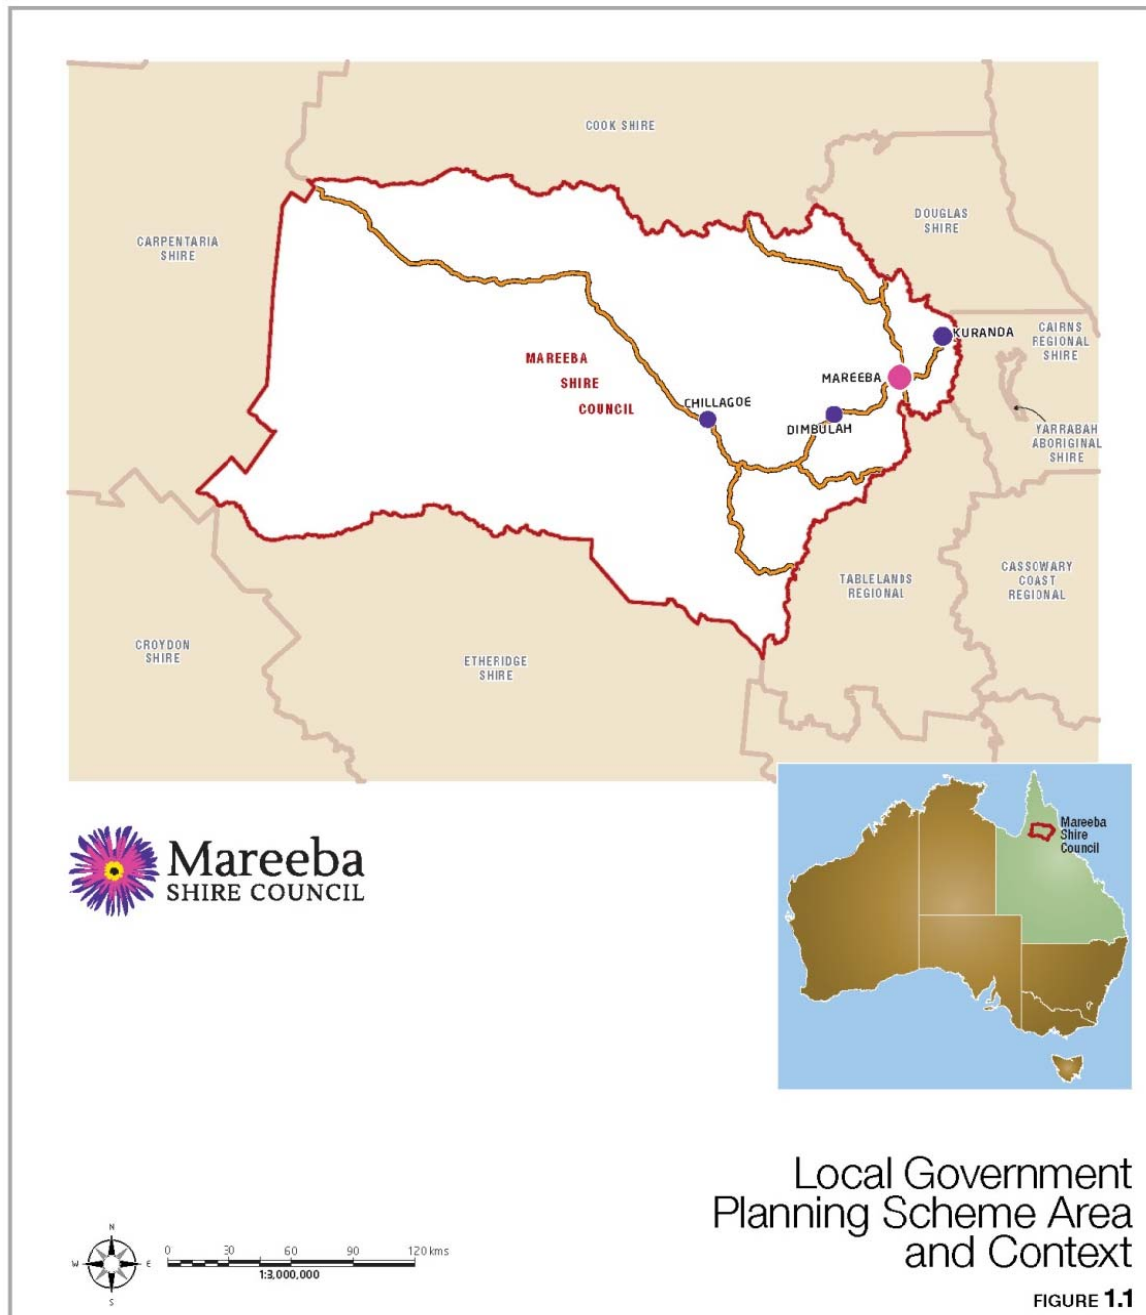 COOK SHIRE
DOUGLAS
SHIRE
CARPENTARIA
SHIRE
KURANDA
CAIRNS
REGIONAL
SHIRE
MAREEBA
SHIRE
COUNCIL
MAREEBA
CHILLAGOE
DIMBULAH
YARRABAH
ABORIGINAL
SHIRE
TABLELANDS
REGIONAL
CASSOWARY
COAST
REGIONAL
CROYDON
SHIRE
ETHERIDGE
SHIRE
Mareeba
Shire
Council
Mareeba
SHIRE COUNCIL
Local Government
Planning Scheme Area
and Context
FIGURE 1.1
N
W E
S
0 30 60 90 120 kms
1:3,000,000